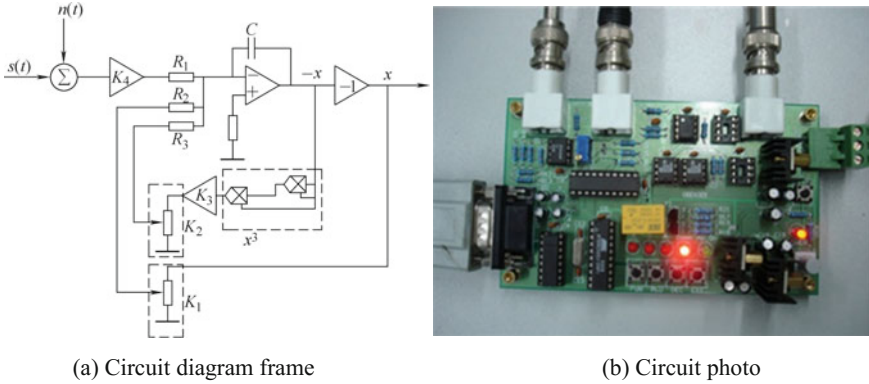 n(t)
s(t)
Σ
K₄
R₁
R₂
R₃
C
−
+
−x
−1
x
K₃
x³
K₂
K₁
(a) Circuit diagram frame
(b) Circuit photo